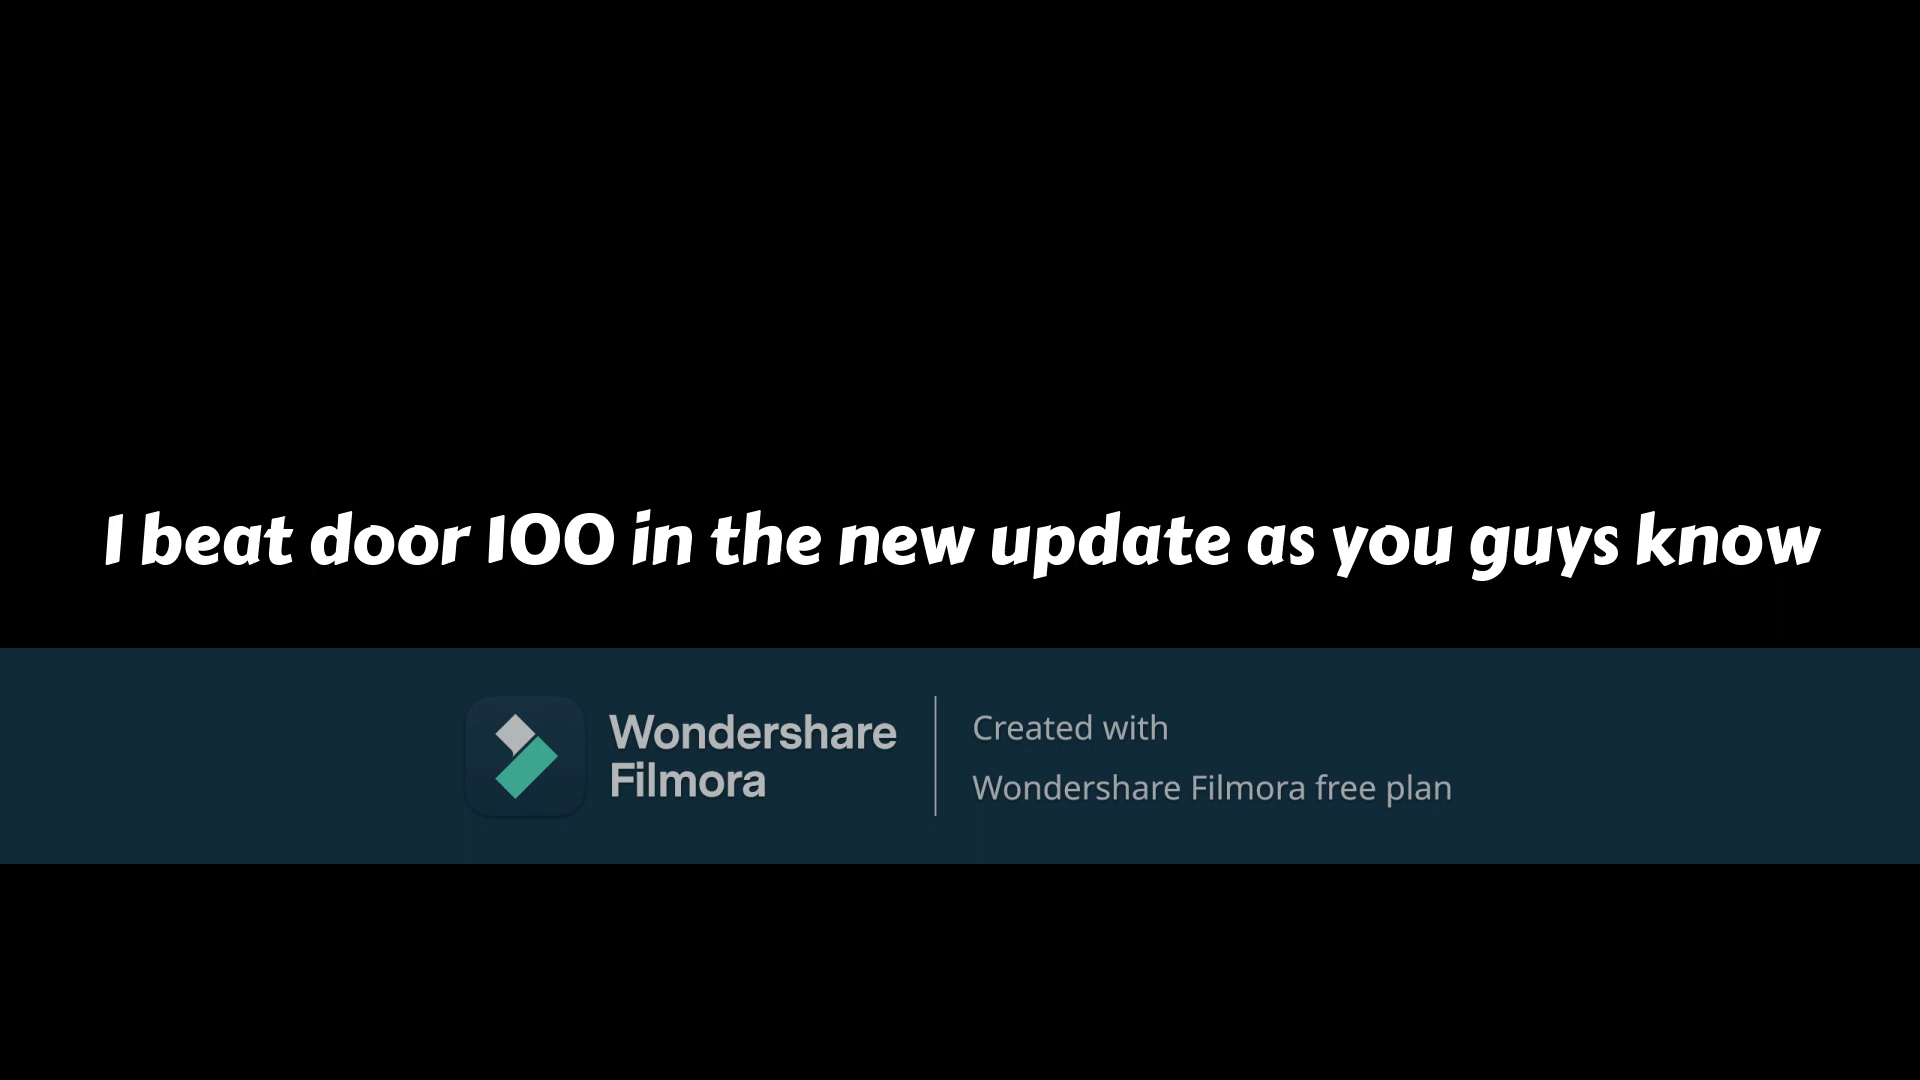 I beat door 100 in the new update as you guys know
Wondershare
Filmora
Created with
Wondershare Filmora free plan